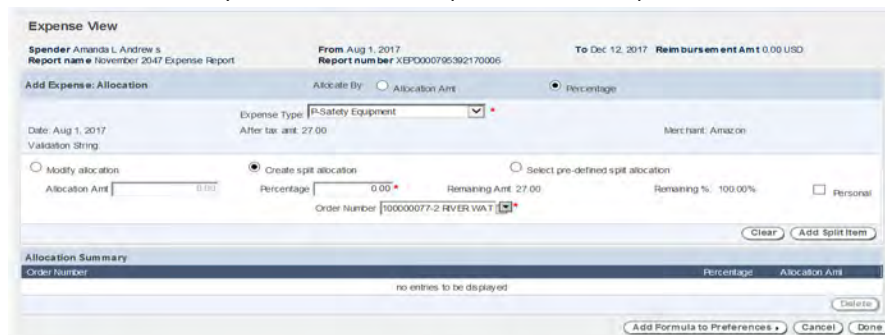 Expense View
Spender Amanda L Andrew s From Aug 1, 2017 To Dec 12, 2017 Reimbursement Amt 0.00 USD
Report name November 2047 Expense Report Report number XEPD000795392170006
Add Expense: Allocation Allocate By Allocation Amt Percentage
Expense Type P-Safety Equipment *
Date: Aug 1, 2017 After tax amt: 27.00 Merchant: Amazon
Validation String:
Modify allocation Create split allocation Select pre-defined split allocation
Allocation Amt 0.00 Percentage 0.00 * Remaining Amt: 27.00 Remaining %: 100.00% Personal
Order Number 100000077-2 RIVER WAT *
Clear Add Split Item
Allocation Summary
Order Number Percentage Allocation Amt
no entries to be displayed
Delete
Add Formula to Preferences Cancel Done